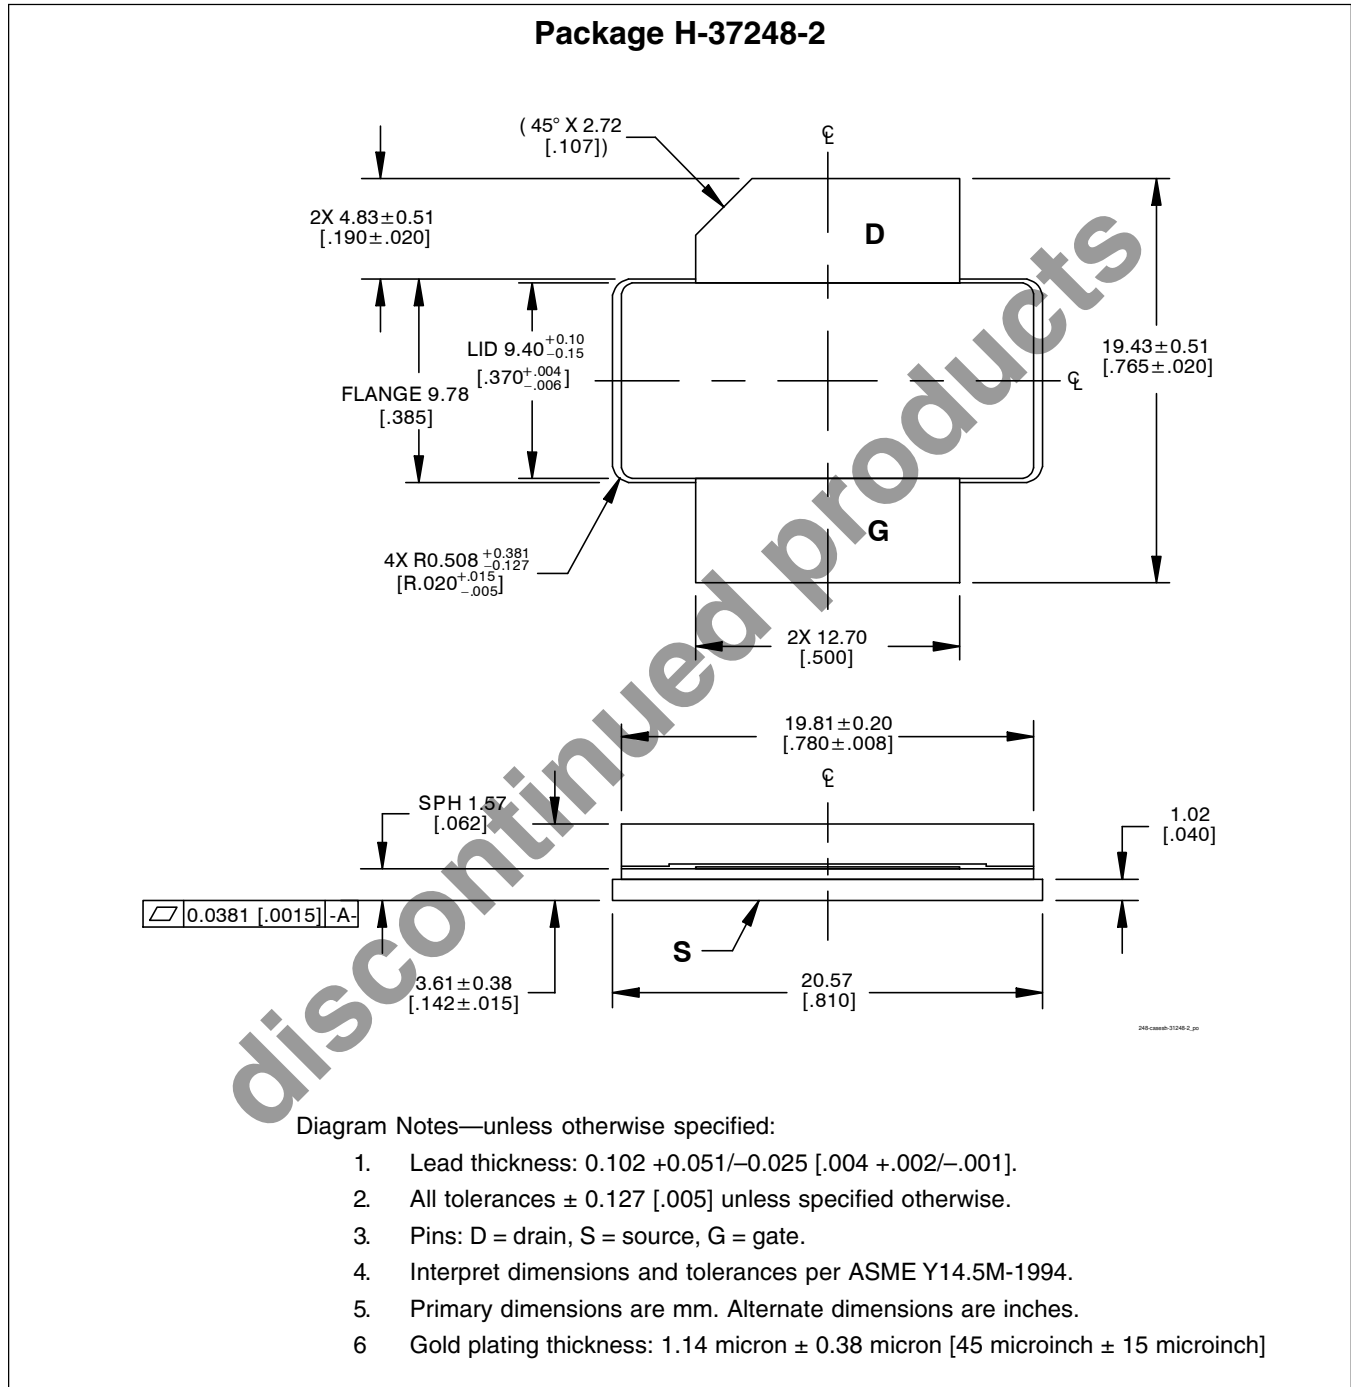 Package H-37248-2
( 45° X 2.72
[.107])
℄
2X 4.83±0.51
[.190±.020]
D
LID 9.40 +0.10 −0.15
[.370 +.004 −.006]
19.43±0.51
[.765±.020]
℄
FLANGE 9.78
[.385]
G
4X R0.508 +0.381 −0.127
[R.020 +.015 −.005]
2X 12.70
[.500]
19.81±0.20
[.780±.008]
℄
SPH 1.57
[.062]
1.02
[.040]
⏥ 0.0381 [.0015] -A-
S
3.61±0.38
[.142±.015]
20.57
[.810]
discontinued products
Diagram Notes—unless otherwise specified:
1. Lead thickness: 0.102 +0.051/–0.025 [.004 +.002/–.001].
2. All tolerances ± 0.127 [.005] unless specified otherwise.
3. Pins: D = drain, S = source, G = gate.
4. Interpret dimensions and tolerances per ASME Y14.5M-1994.
5. Primary dimensions are mm. Alternate dimensions are inches.
6 Gold plating thickness: 1.14 micron ± 0.38 micron [45 microinch ± 15 microinch]